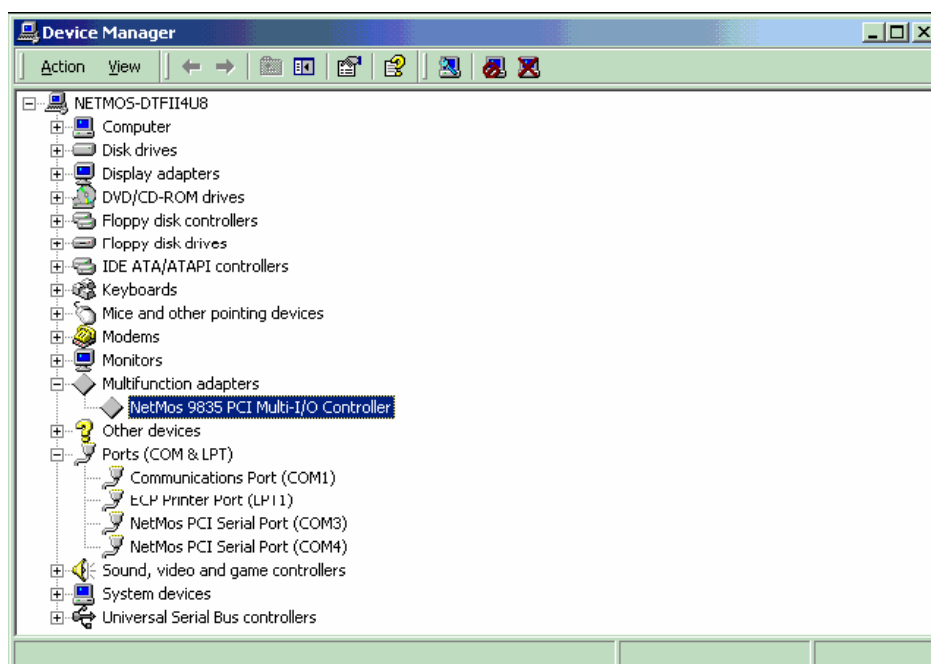 Device Manager
Action View
NETMOS-DTFII4U8
Computer
Disk drives
Display adapters
DVD/CD-ROM drives
Floppy disk controllers
Floppy disk drives
IDE ATA/ATAPI controllers
Keyboards
Mice and other pointing devices
Modems
Monitors
Multifunction adapters
NetMos 9835 PCI Multi-I/O Controller
Other devices
Ports (COM & LPT)
Communications Port (COM1)
ECP Printer Port (LPT1)
NetMos PCI Serial Port (COM3)
NetMos PCI Serial Port (COM4)
Sound, video and game controllers
System devices
Universal Serial Bus controllers